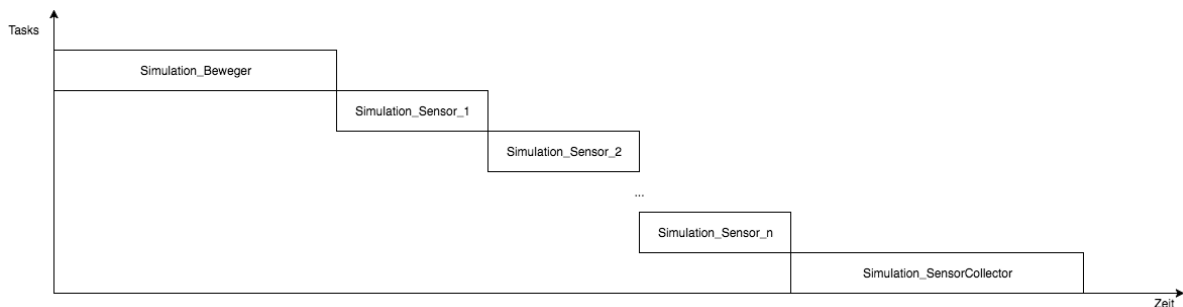 Tasks
Simulation_Beweger
Simulation_Sensor_1
Simulation_Sensor_2
...
Simulation_Sensor_n
Simulation_SensorCollector
Zeit